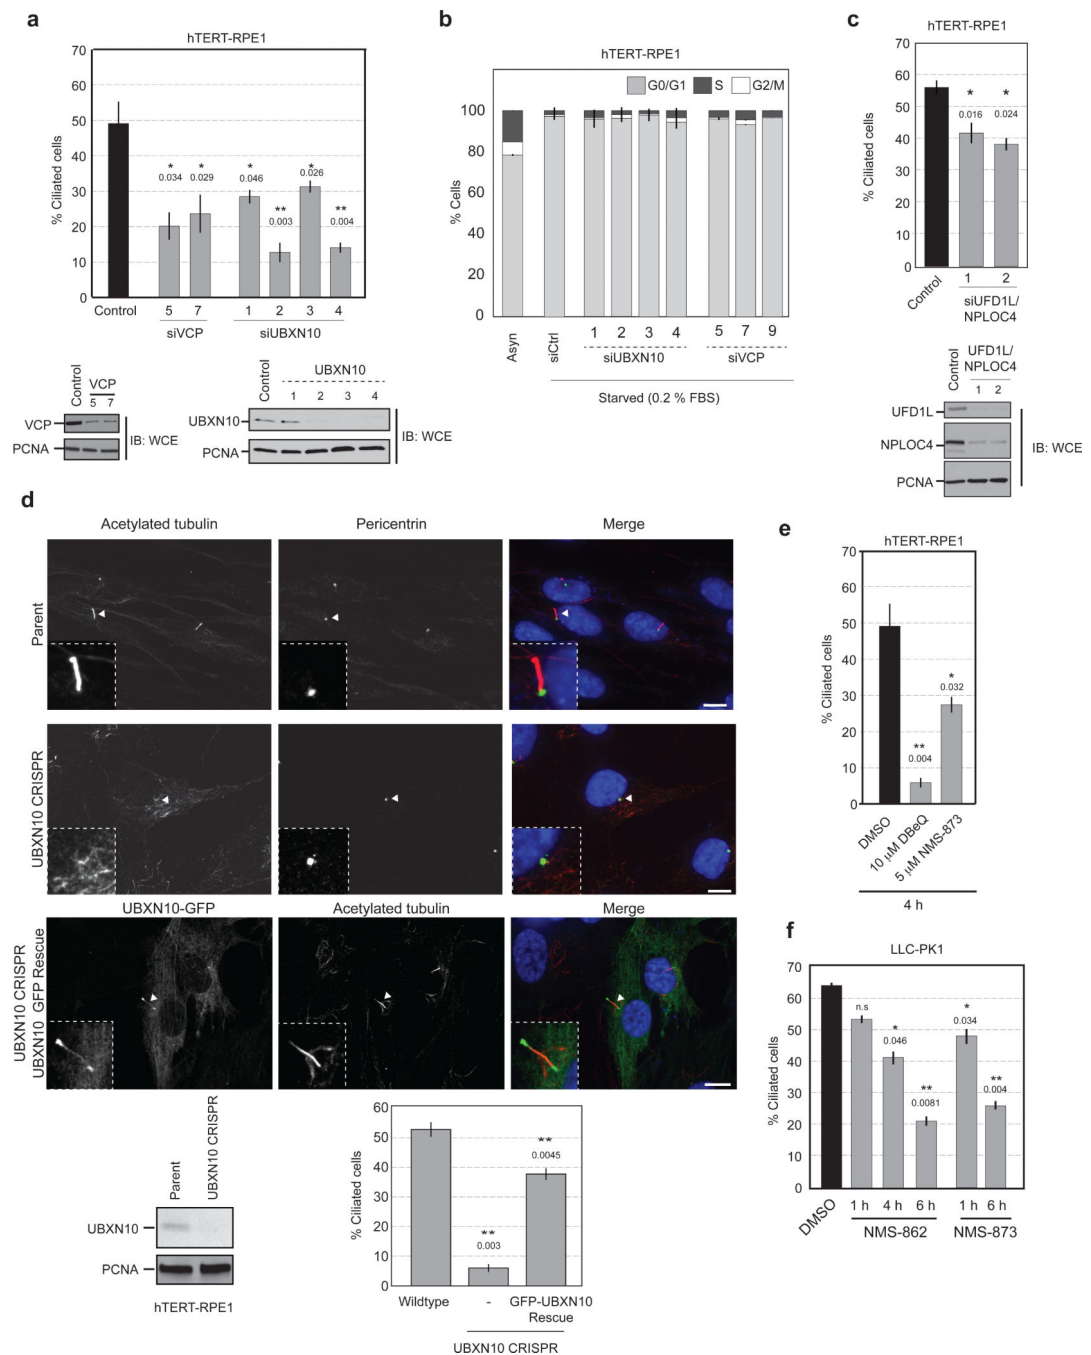 a
hTERT-RPE1
% Ciliated cells
70
60
50
40
30
20
10
0
* 0.034
* 0.029
* 0.046
** 0.003
* 0.026
** 0.004
Control 5 7 1 2 3 4
siVCP siUBXN10
Control
VCP
5 7
VCP
PCNA
IB: WCE
Control
UBXN10
1 2 3 4
UBXN10
PCNA
IB: WCE
b
hTERT-RPE1
G0/G1 S G2/M
% Cells
100
80
60
40
20
0
Asyn siCtrl 1 2 3 4 5 7 9
siUBXN10 siVCP
Starved (0.2 % FBS)
c
hTERT-RPE1
% Ciliated cells
70
60
50
40
30
20
10
0
* *
0.016 0.024
Control 1 2
siUFD1L/
NPLOC4
Control
UFD1L/
NPLOC4
1 2
UFD1L
NPLOC4
PCNA
IB: WCE
d
Acetylated tubulin Pericentrin Merge
Parent
UBXN10 CRISPR
UBXN10-GFP Acetylated tubulin Merge
UBXN10 CRISPR
UBXN10 GFP Rescue
Parent
UBXN10 CRISPR
UBXN10
PCNA
hTERT-RPE1
% Ciliated cells
60
50
40
30
20
10
0
** 0.003
** 0.0045
Wildtype - GFP-UBXN10
Rescue
UBXN10 CRISPR
e
hTERT-RPE1
% Ciliated cells
70
60
50
40
30
20
10
0
** 0.004
* 0.032
DMSO
10 µM DBeQ
5 µM NMS-873
4 h
f
LLC-PK1
% Ciliated cells
70
60
50
40
30
20
10
0
n.s
* 0.046
** 0.0081
* 0.034
** 0.004
DMSO 1 h 4 h 6 h 1 h 6 h
NMS-862 NMS-873